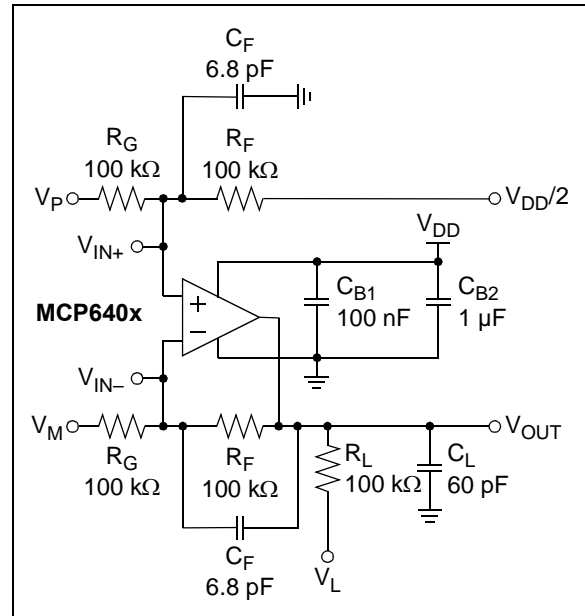 C_F
6.8 pF
R_G
100 kΩ
R_F
100 kΩ
V_P
V_DD/2
V_IN+
V_DD
MCP640x
+
−
C_B1
100 nF
C_B2
1 µF
V_IN−
V_M
V_OUT
R_G
100 kΩ
R_F
100 kΩ
R_L
100 kΩ
C_L
60 pF
C_F
6.8 pF
V_L